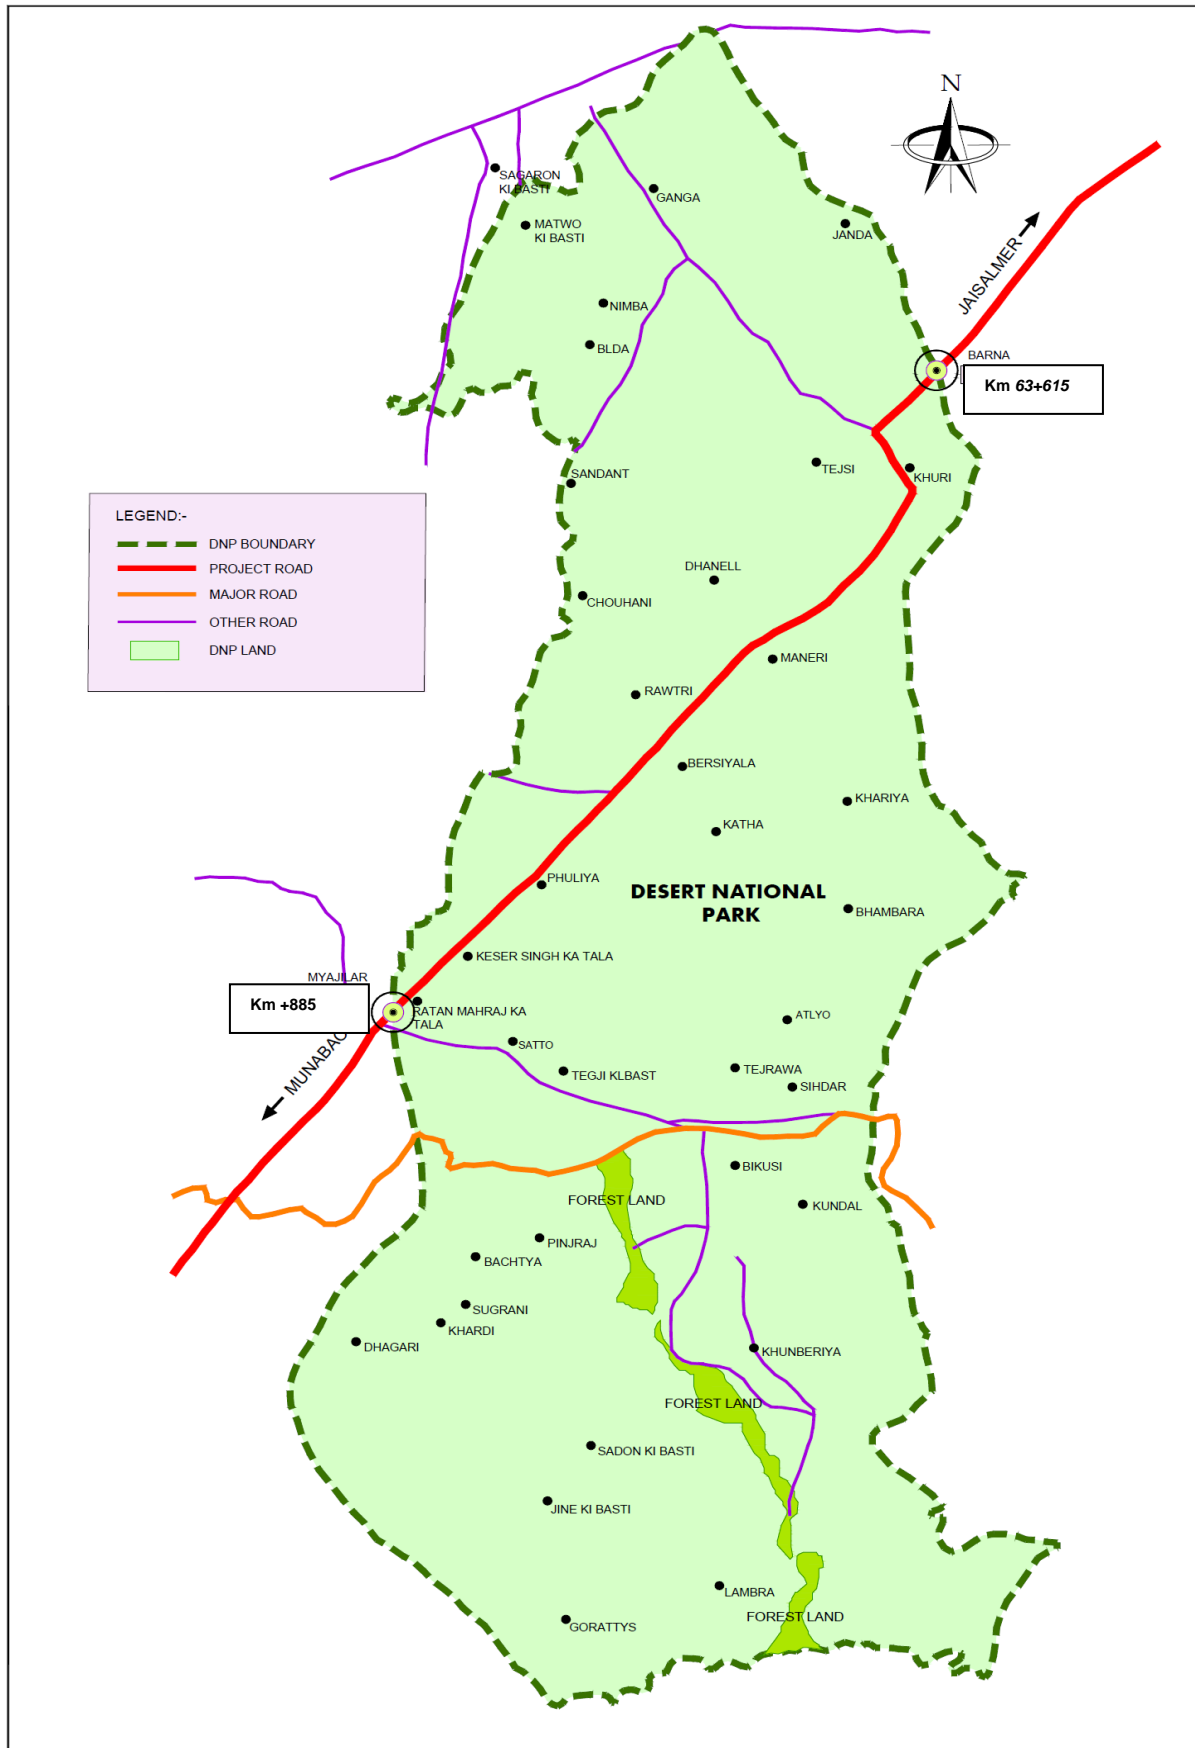 N
SAGARON
KI BASTI
GANGA
MATWO
KI BASTI
JANDA
JAISALMER
NIMBA
BLDA
BARNA
Km 63+615
TEJSI
KHURI
SANDANT
LEGEND:-
DNP BOUNDARY
PROJECT ROAD
MAJOR ROAD
OTHER ROAD
DNP LAND
DHANELL
CHOUHANI
MANERI
RAWTRI
BERSIYALA
KHARIYA
KATHA
PHULIYA
DESERT NATIONAL
PARK
BHAMBARA
KESER SINGH KA TALA
MYAJILAR
Km +885
RATAN MAHRAJ KA
TALA
ATLYO
MUNABAO
SATTO
TEGJI KLBAST
TEJRAWA
SIHDAR
BIKUSI
FOREST LAND
KUNDAL
PINJRAJ
BACHTYA
SUGRANI
KHARDI
DHAGARI
KHUNBERIYA
FOREST LAND
SADON KI BASTI
JINE KI BASTI
LAMBRA
FOREST LAND
GORATTYS